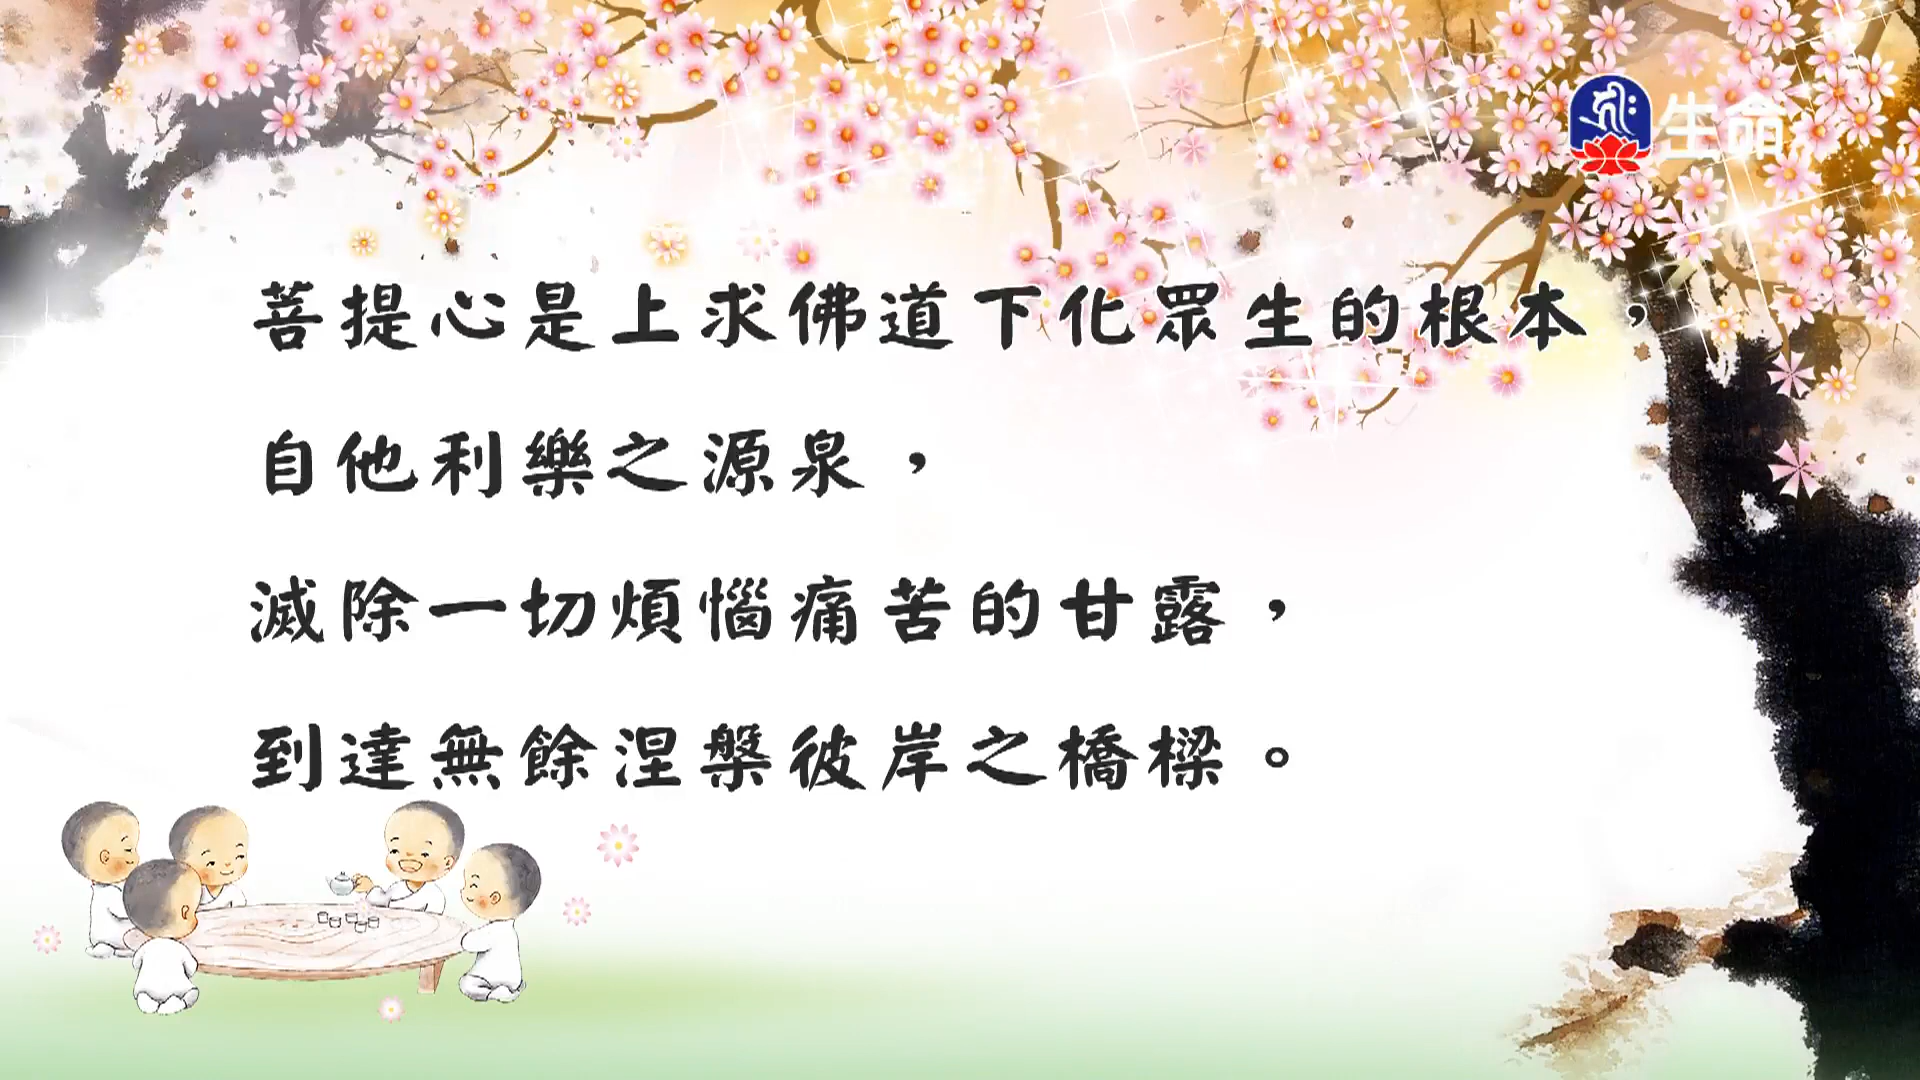 生命
菩提心是上求佛道下化眾生的根本，
自他利樂之源泉，
滅除一切煩惱痛苦的甘露，
到達無餘涅槃彼岸之橋樑。